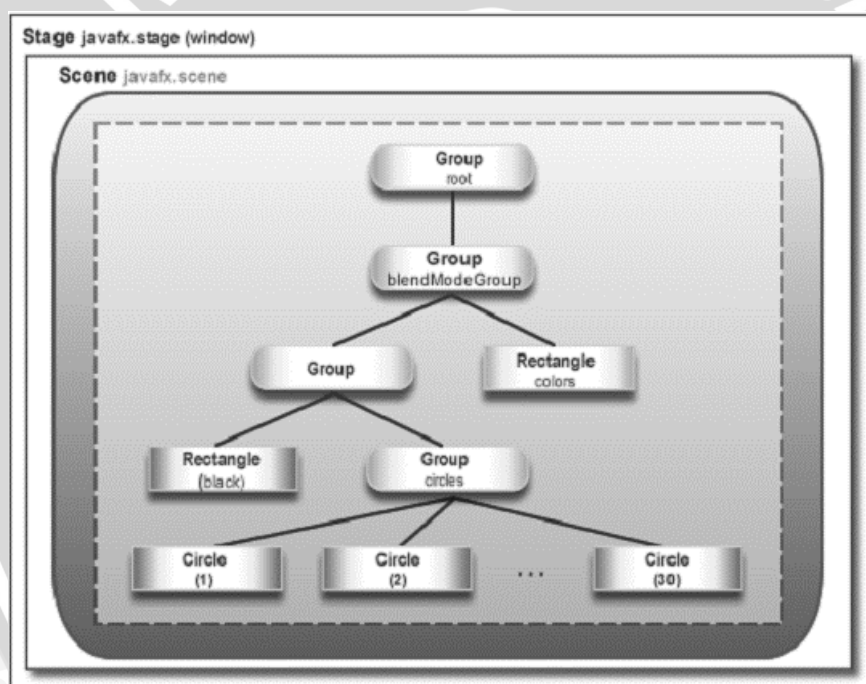 Stage javafx.stage (window)
Scene javafx.scene
Group
root
Group
blendModeGroup
Group
Rectangle
colors
Rectangle
(black)
Group
circles
Circle
(1)
Circle
(2)
...
Circle
(30)